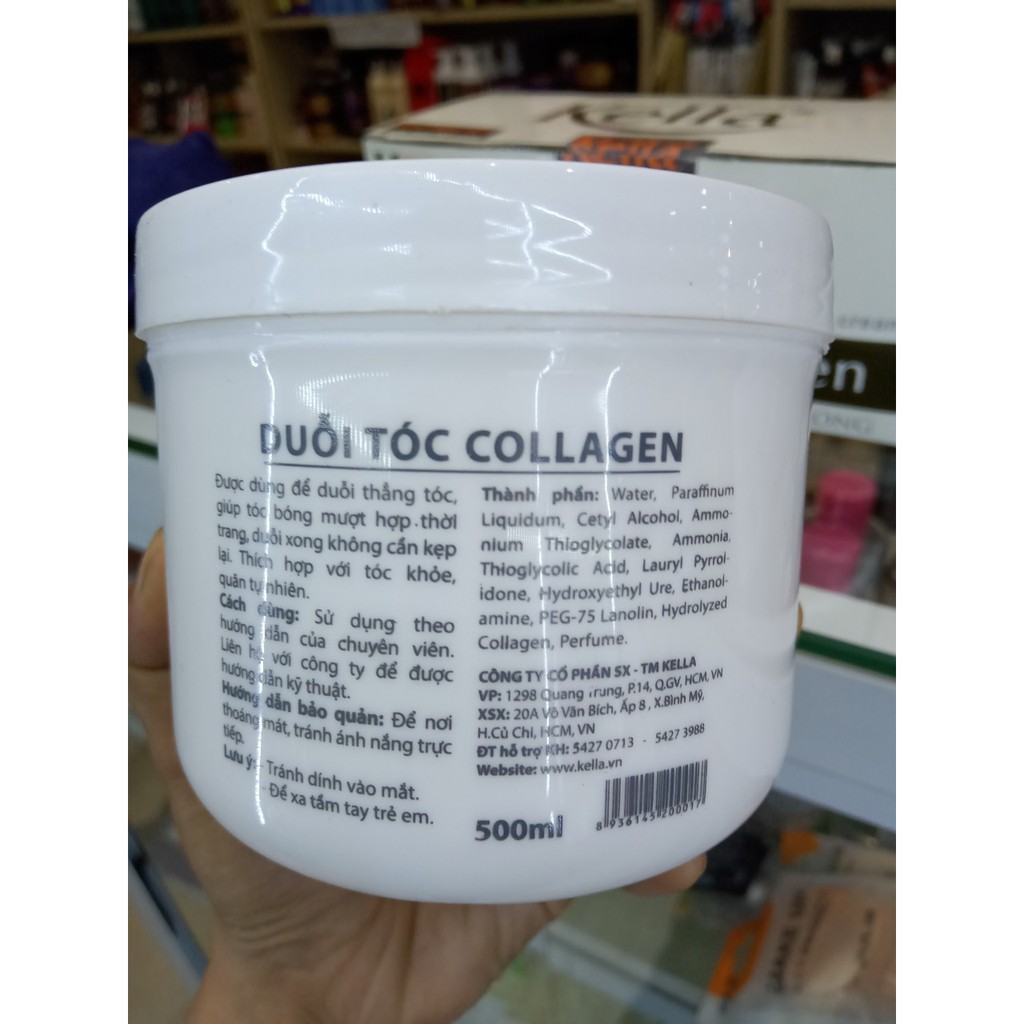 Kella
en
DUỖI TÓC COLLAGEN
Được dùng để duỗi thẳng tóc,
giúp tóc bóng mượt hợp thời
trang, duỗi xong không cần kẹp
lại. Thích hợp với tóc khỏe,
quăn tự nhiên.
Cách dùng: Sử dụng theo
hướng dẫn của chuyên viên.
Liên hệ với công ty để được
hướng dẫn kỹ thuật.
Hướng dẫn bảo quản: Để nơi
thoáng mát, tránh ánh nắng trực
tiếp.
Lưu ý: - Tránh dính vào mắt.
- Để xa tầm tay trẻ em.
Thành phần: Water, Paraffinum
Liquidum, Cetyl Alcohol, Ammo-
nium Thioglycolate, Ammonia,
Thioglycolic Acid, Lauryl Pyrrol-
idone, Hydroxyethyl Ure, Ethanol-
amine, PEG-75 Lanolin, Hydrolyzed
Collagen, Perfume.
CÔNG TY CỔ PHẦN SX - TM KELLA
VP: 1298 Quang Trung, P.14, Q.GV, HCM, VN
XSX: 20A Võ Văn Bích, Ấp 8, X.Bình Mỹ,
H.Củ Chi, HCM, VN
ĐT hỗ trợ KH: 5427 0713 - 5427 3988
Website: www.kella.vn
500ml
8 936145 200017